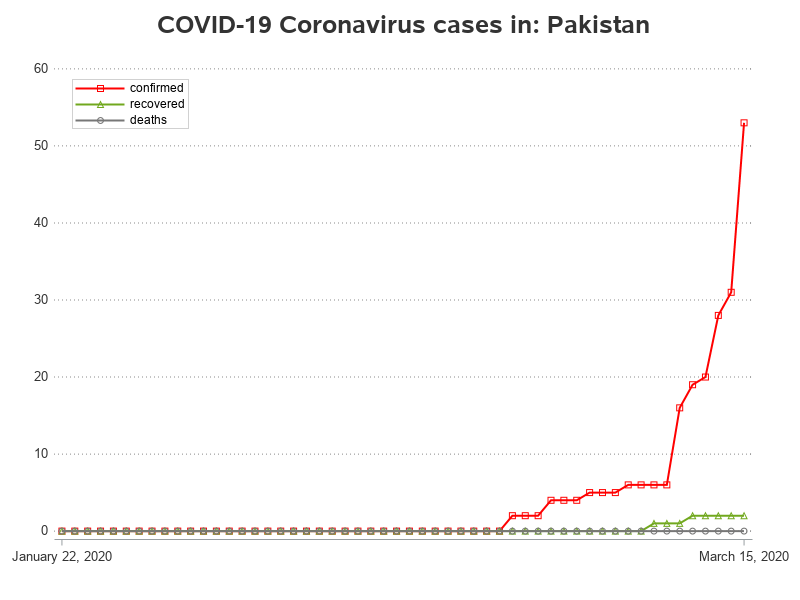 COVID-19 Coronavirus cases in: Pakistan
60
confirmed
recovered
deaths
50
40
30
20
10
0
January 22, 2020
March 15, 2020